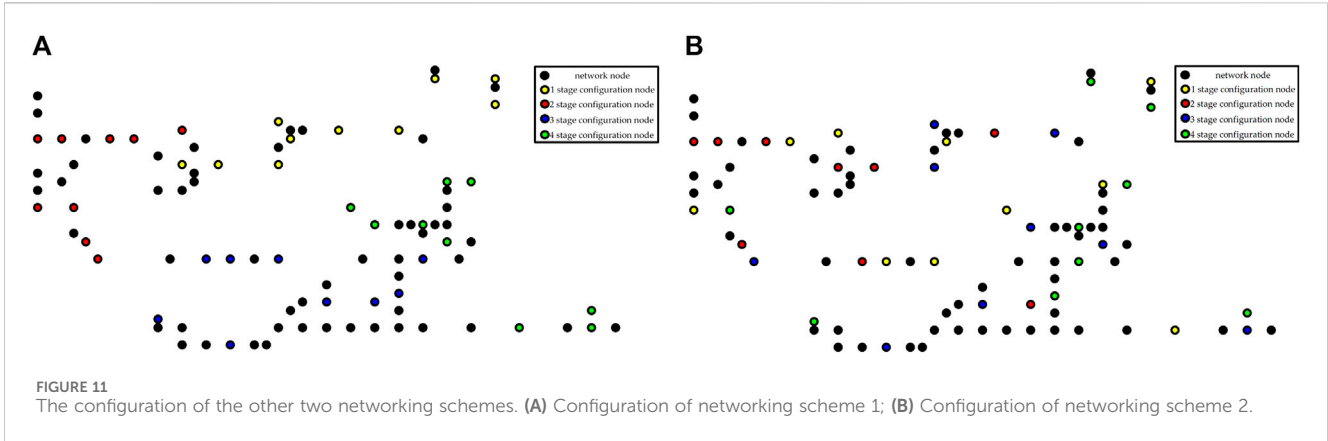 A
B
network node
1 stage configuration node
2 stage configuration node
3 stage configuration node
4 stage configuration node
network node
1 stage configuration node
2 stage configuration node
3 stage configuration node
4 stage configuration node
FIGURE 11
The configuration of the other two networking schemes. (A) Configuration of networking scheme 1; (B) Configuration of networking scheme 2.